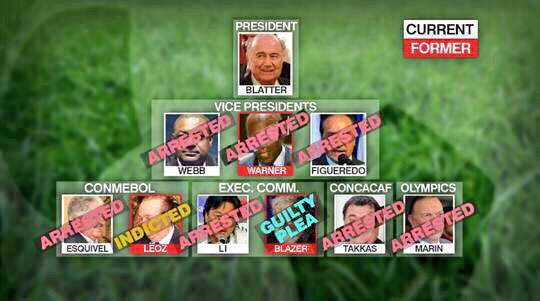 PRESIDENT
CURRENT
FORMER
BLATTER
VICE PRESIDENTS
ARRESTED
ARRESTED
ARRESTED
WEBB
WARNER
FIGUEREDO
CONMEBOL
EXEC. COMM.
CONCACAF
OLYMPICS
ARRESTED
INDICTED
ARRESTED
GUILTY
PLEA
ARRESTED
ARRESTED
ESQUIVEL
LEOZ
LI
BLAZER
TAKKAS
MARIN